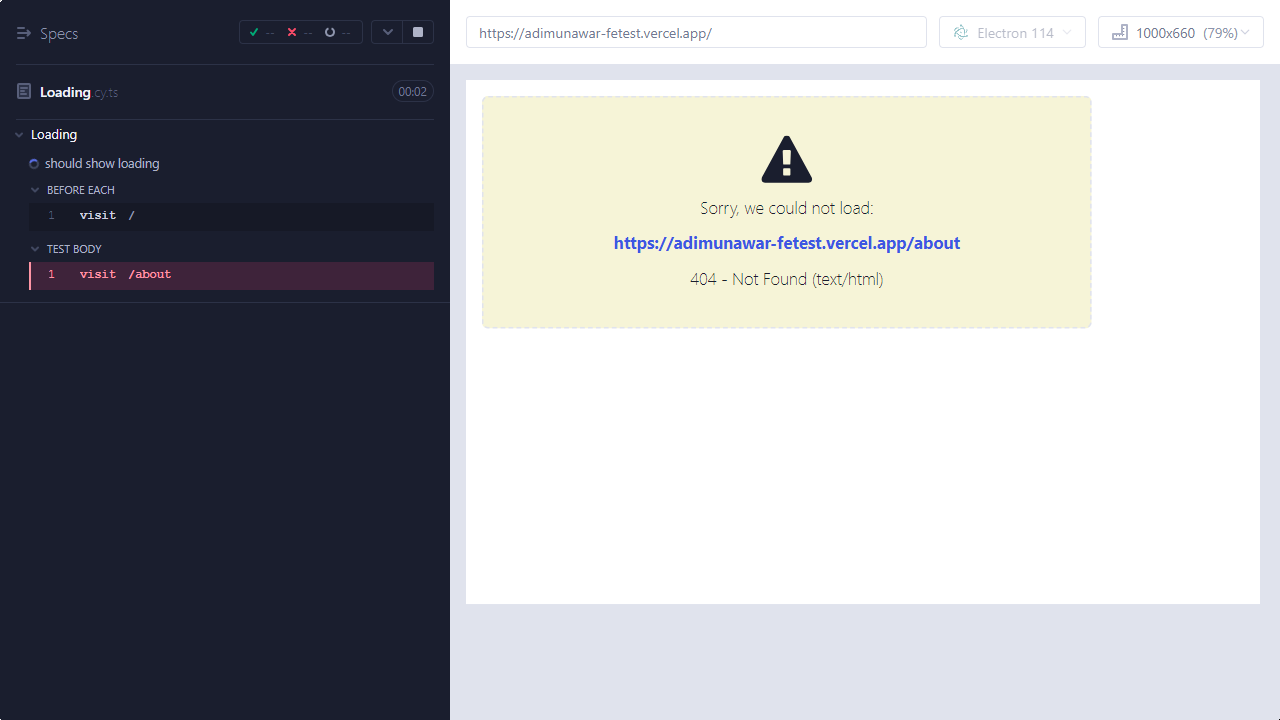 Specs
-- -- --
Loading.cy.ts 00:02
Loading
should show loading
BEFORE EACH
1 visit /
TEST BODY
1 visit /about
https://adimunawar-fetest.vercel.app/ Electron 114 1000x660 (79%)
Sorry, we could not load:
https://adimunawar-fetest.vercel.app/about
404 - Not Found (text/html)